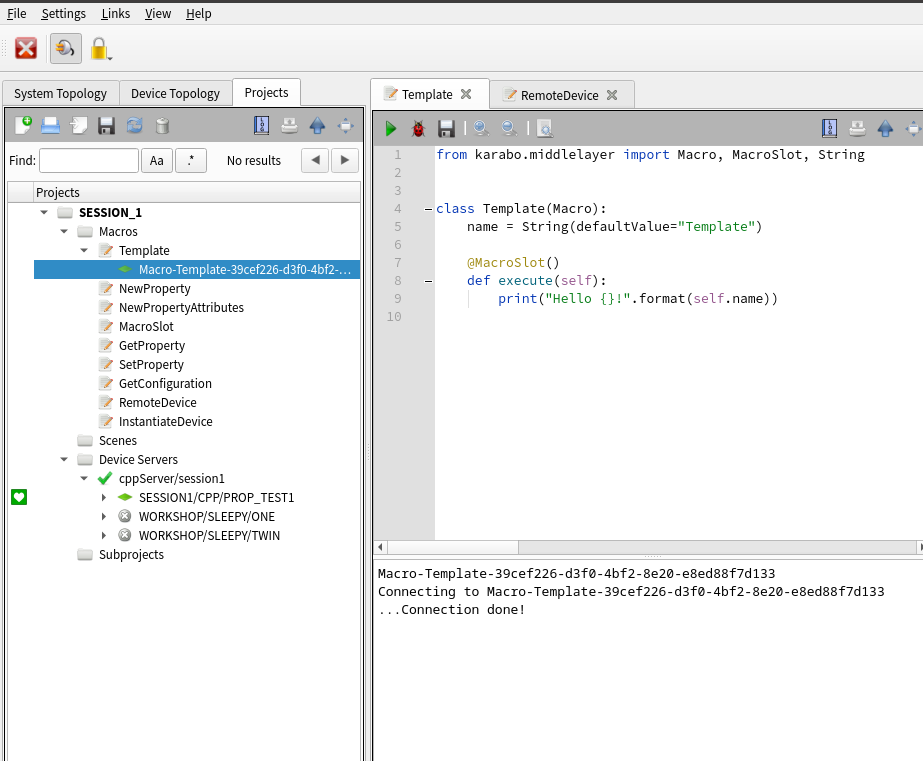 File Settings Links View Help
System Topology Device Topology Projects
Find: Aa .* No results
Projects
SESSION_1
Macros
Template
Macro-Template-39cef226-d3f0-4bf2-...
NewProperty
NewPropertyAttributes
MacroSlot
GetProperty
SetProperty
GetConfiguration
RemoteDevice
InstantiateDevice
Scenes
Device Servers
cppServer/session1
SESSION1/CPP/PROP_TEST1
WORKSHOP/SLEEPY/ONE
WORKSHOP/SLEEPY/TWIN
Subprojects
Template RemoteDevice
1 from karabo.middlelayer import Macro, MacroSlot, String
2
3
4 class Template(Macro):
5 name = String(defaultValue="Template")
6
7 @MacroSlot()
8 def execute(self):
9 print("Hello {}!".format(self.name))
10
Macro-Template-39cef226-d3f0-4bf2-8e20-e8ed88f7d133
Connecting to Macro-Template-39cef226-d3f0-4bf2-8e20-e8ed88f7d133
...Connection done!